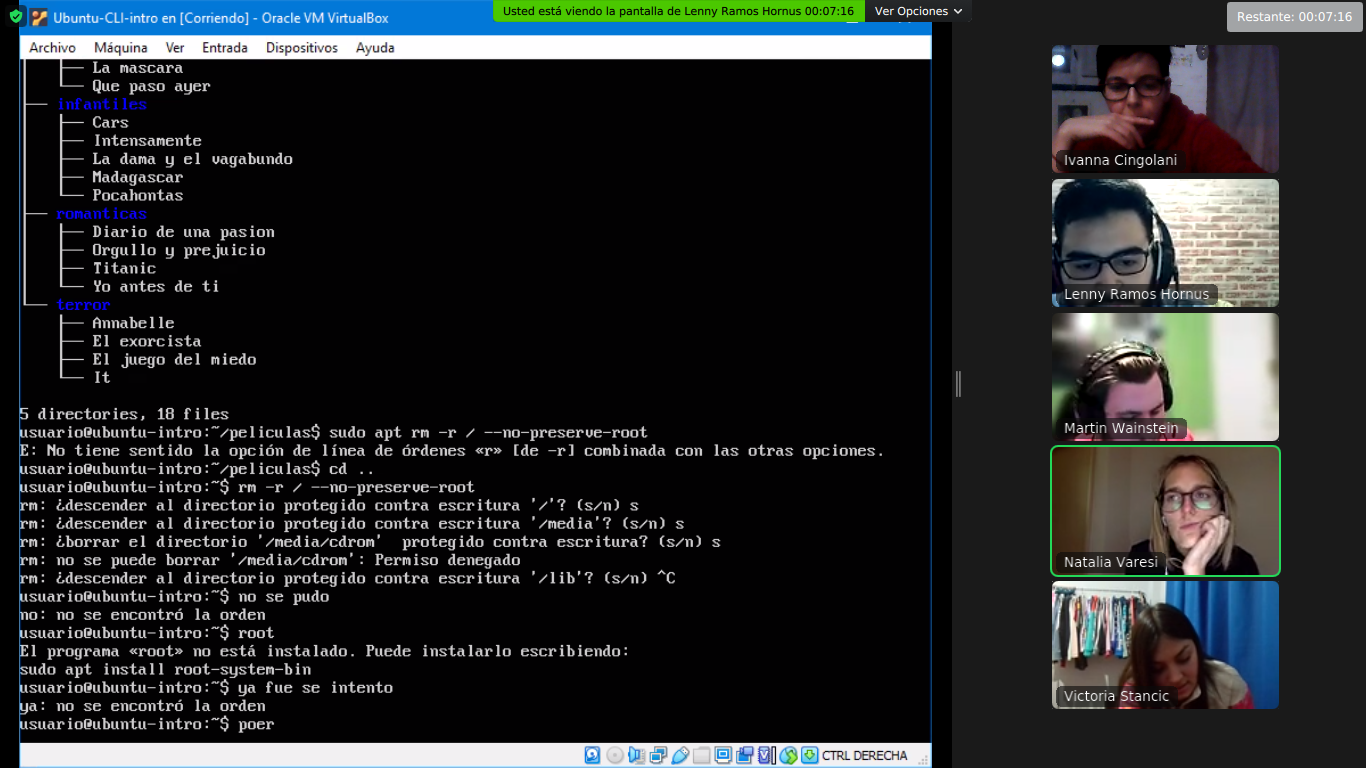 Ubuntu-CLI-intro en [Corriendo] - Oracle VM VirtualBox
Usted está viendo la pantalla de Lenny Ramos Hornus 00:07:16
Ver Opciones
Restante: 00:07:16
Archivo Máquina Ver Entrada Dispositivos Ayuda
├── La mascara
└── Que paso ayer
├── infantiles
├── Cars
├── Intensamente
├── La dama y el vagabundo
├── Madagascar
└── Pocahontas
├── romanticas
├── Diario de una pasion
├── Orgullo y prejuicio
├── Titanic
└── Yo antes de ti
└── terror
├── Annabelle
├── El exorcista
├── El juego del miedo
└── It
5 directories, 18 files
usuario@ubuntu-intro:~/peliculas$ sudo apt rm -r / --no-preserve-root
E: No tiene sentido la opción de línea de órdenes «r» [de -r] combinada con las otras opciones.
usuario@ubuntu-intro:~/peliculas$ cd ..
usuario@ubuntu-intro:~$ rm -r / --no-preserve-root
rm: ¿descender al directorio protegido contra escritura '/'? (s/n) s
rm: ¿descender al directorio protegido contra escritura '/media'? (s/n) s
rm: ¿borrar el directorio '/media/cdrom'  protegido contra escritura? (s/n) s
rm: no se puede borrar '/media/cdrom': Permiso denegado
rm: ¿descender al directorio protegido contra escritura '/lib'? (s/n) ^C
usuario@ubuntu-intro:~$ no se pudo
no: no se encontró la orden
usuario@ubuntu-intro:~$ root
El programa «root» no está instalado. Puede instalarlo escribiendo:
sudo apt install root-system-bin
usuario@ubuntu-intro:~$ ya fue se intento
ya: no se encontró la orden
usuario@ubuntu-intro:~$ poer
CTRL DERECHA
Ivanna Cingolani
Lenny Ramos Hornus
Martin Wainstein
Natalia Varesi
Victoria Stancic